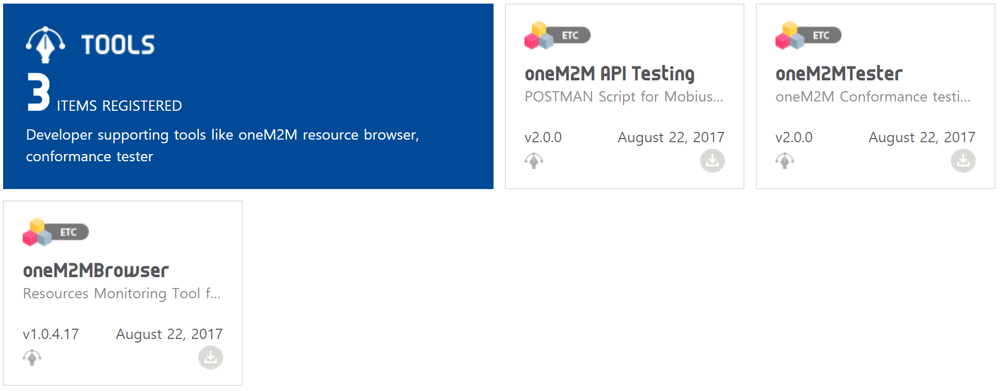 TOOLS
3 ITEMS REGISTERED
Developer supporting tools like oneM2M resource browser,
conformance tester
ETC
oneM2M API Testing
POSTMAN Script for Mobius...
v2.0.0 August 22, 2017
ETC
oneM2MTester
oneM2M Conformance testi...
v2.0.0 August 22, 2017
ETC
oneM2MBrowser
Resources Monitoring Tool f...
v1.0.4.17 August 22, 2017